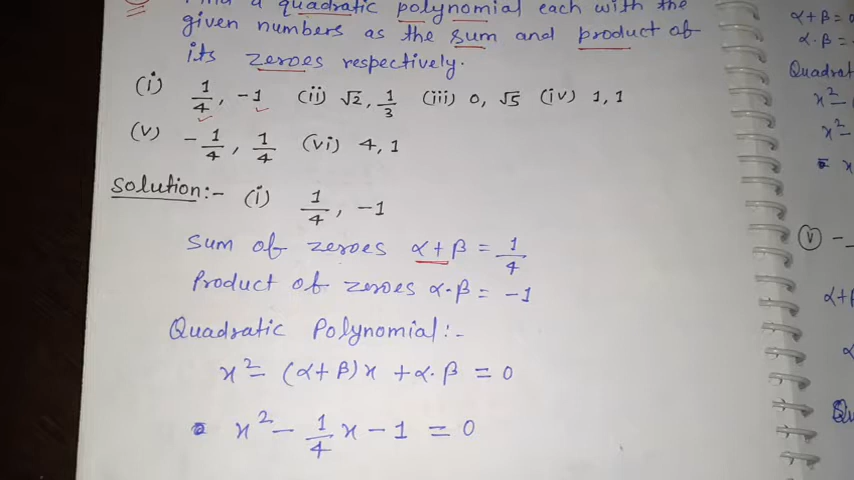 a quadratic polynomial each with the
given numbers as the sum and product of
its zeroes respectively.
(i) 1/4, -1 (ii) √2, 1/3 (iii) 0, √5 (iv) 1, 1
(v) -1/4, 1/4 (vi) 4, 1
Solution:- (i) 1/4, -1
Sum of zeroes α+β = 1/4
Product of zeroes α·β = -1
Quadratic Polynomial:-
x²= (α+β)x + α·β = 0
x² - 1/4 x - 1 = 0
α+β =
α·β =
Quadrat
x²-
x²-
x
(v) -
α+β
α
Qu